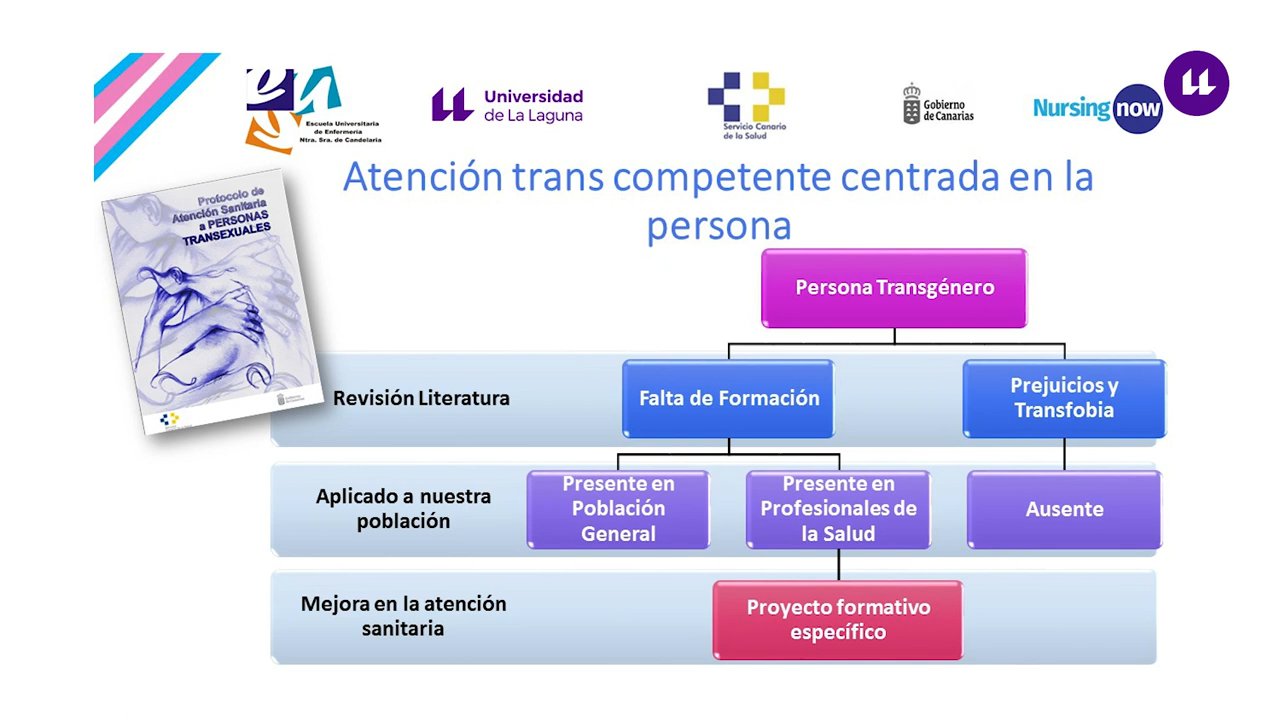 Escuela Universitaria
de Enfermería
Ntra. Sra. de Candelaria
Universidad
de La Laguna
Servicio Canario
de la Salud
Gobierno
de Canarias
Nursing now
Atención trans competente centrada en la
persona
Protocolo de
Atención Sanitaria
a PERSONAS
TRANSEXUALES
Persona Transgénero
Revisión Literatura
Falta de Formación
Prejuicios y
Transfobia
Aplicado a nuestra
población
Presente en
Población
General
Presente en
Profesionales de
la Salud
Ausente
Mejora en la atención
sanitaria
Proyecto formativo
específico